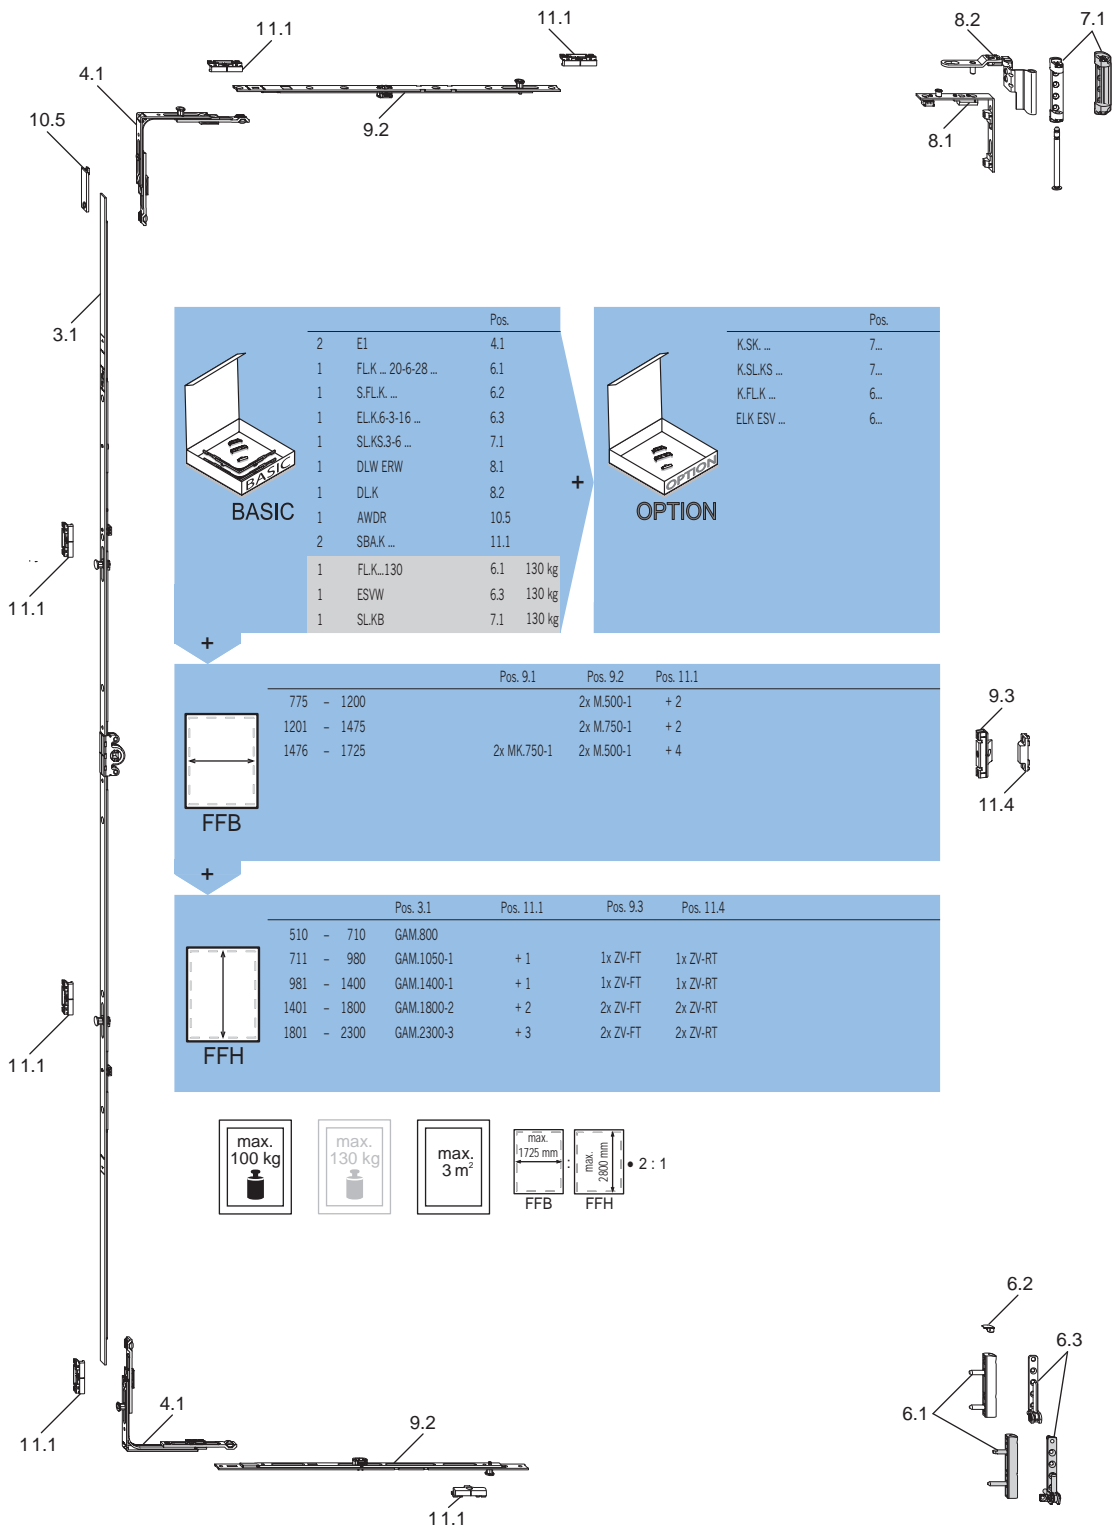 11.1
11.1
8.2
7.1
4.1
10.5
9.2
8.1
3.1
Pos.
2 E1 4.1
1 FL.K ... 20-6-28 ... 6.1
1 S.FL.K. ... 6.2
1 EL.K.6-3-16 ... 6.3
1 SL.KS.3-6 ... 7.1
1 DLW ERW 8.1
1 DL.K 8.2
1 AWDR 10.5
2 SBA.K ... 11.1
1 FL.K...130 6.1 130 kg
1 ESVW 6.3 130 kg
1 SL.KB 7.1 130 kg
BASIC
BASIC
+
Pos.
K.SK. ... 7...
K.SL.KS ... 7...
K.FL.K ... 6...
ELK ESV ... 6...
OPTION
OPTION
11.1
+
Pos. 9.1 Pos. 9.2 Pos. 11.1
775 – 1200 2x M.500-1 + 2
1201 – 1475 2x M.750-1 + 2
1476 – 1725 2x MK.750-1 2x M.500-1 + 4
FFB
9.3
11.4
+
Pos. 3.1 Pos. 11.1 Pos. 9.3 Pos. 11.4
510 – 710 GAM.800
711 – 980 GAM.1050-1 + 1 1x ZV-FT 1x ZV-RT
981 – 1400 GAM.1400-1 + 1 1x ZV-FT 1x ZV-RT
1401 – 1800 GAM.1800-2 + 2 2x ZV-FT 2x ZV-RT
1801 – 2300 GAM.2300-3 + 3 2x ZV-FT 2x ZV-RT
FFH
11.1
max.
100 kg
max.
130 kg
max.
3 m²
max.
1725 mm
FFB
:
max.
2800 mm
FFH
• 2 : 1
6.2
6.3
6.1
4.1
11.1
9.2
11.1